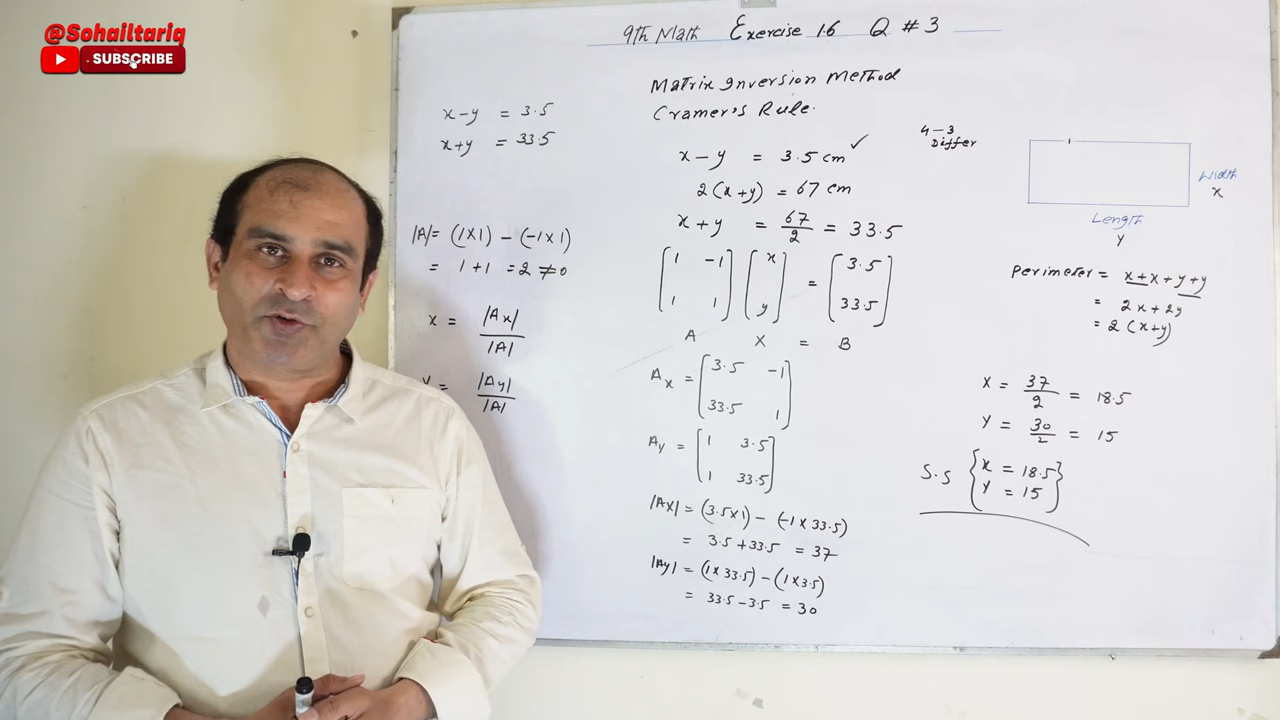 @Sohailtariq
SUBSCRIBE
9th Math Exercise 1.6 Q # 3
Matrix Inversion Method
Cramer's Rule.
x - y = 3.5
x + y = 33.5
|A| = (1 x 1) - (-1 x 1)
= 1 + 1 = 2 ≠ 0
x = |Ax| / |A|
Y = |Ay| / |A|
x - y = 3.5 cm ✓
2(x+y) = 67 cm
x + y = 67/2 = 33.5
[1 -1] [x] = [3.5]
[1 1] [y] [33.5]
A X = B
Ax = [3.5 -1]
[33.5 1]
Ay = [1 3.5]
[1 33.5]
|Ax| = (3.5x1) - (-1 x 33.5)
= 3.5 + 33.5 = 37
|Ay| = (1 x 33.5) - (1 x 3.5)
= 33.5 - 3.5 = 30
4 - 3
Differ
Width
x
Length
y
Perimeter = x + x + y + y
= 2x + 2y
= 2 (x+y)
X = 37/2 = 18.5
Y = 30/2 = 15
S.S {x = 18.5}
{Y = 15}